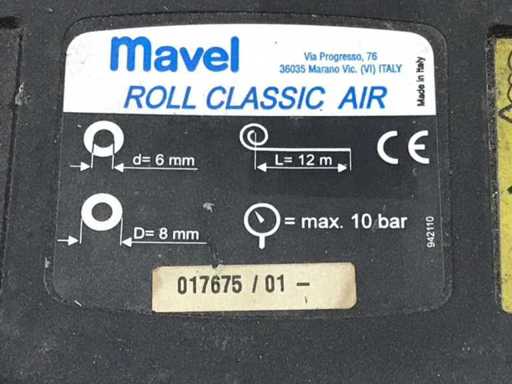 mavel
Via Progresso, 76
36035 Marano Vic. (VI) ITALY
Made in Italy
ROLL CLASSIC AIR
d= 6 mm
L= 12 m
CE
D= 8 mm
= max. 10 bar
942110
017675 / 01 –